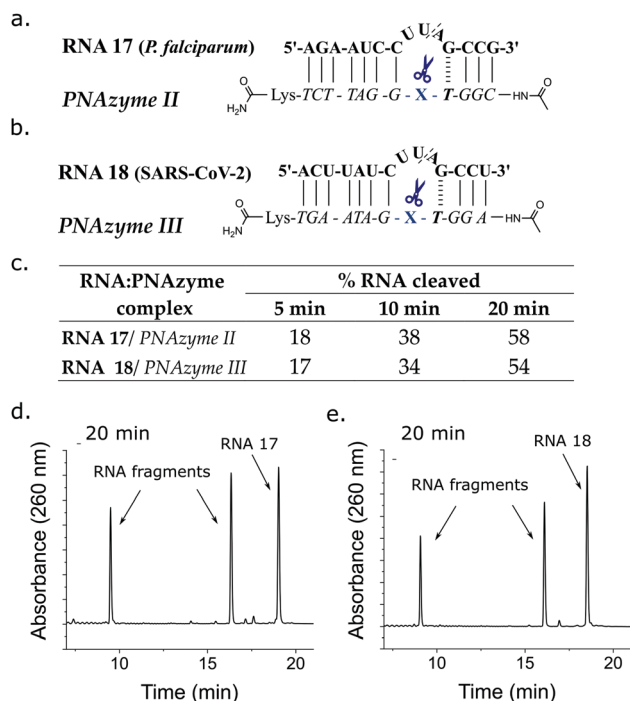 a.
RNA 17 (P. falciparum) 5'-AGA-AUC-CUUAG-CCG-3'
PNAzyme II H₂N O Lys-TCT - TAG - G - X - T-GGC-HN O
b.
RNA 18 (SARS-CoV-2) 5'-ACU-UAU-CUUAG-CCU-3'
PNAzyme III H₂N O Lys-TGA - ATA-G - X - T-GG A-HN O
c.
RNA:PNAzyme complex % RNA cleaved
5 min 10 min 20 min
RNA 17/ PNAzyme II 18 38 58
RNA 18/ PNAzyme III 17 34 54
d.
20 min
RNA 17
RNA fragments
Absorbance (260 nm)
10 15 20
Time (min)
e.
20 min
RNA 18
RNA fragments
Absorbance (260 nm)
10 15 20
Time (min)